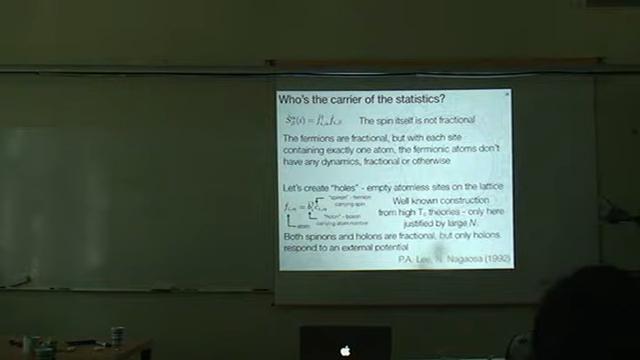 Who's the carrier of the statistics?
The spin itself is not fractional
The fermions are fractional, but with each site
containing exactly one atom, the fermionic atoms don't
have any dynamics, fractional or otherwise
Let's create "holes" - empty atomless sites on the lattice
"spinon" - fermion
carrying spin
Well known construction
from high Tc theories - only here
justified by large N.
"holon" - boson
carrying atom number
atom
Both spinons and holons are fractional, but only holons
respond to an external potential
P.A. Lee, N. Nagaosa (1992)